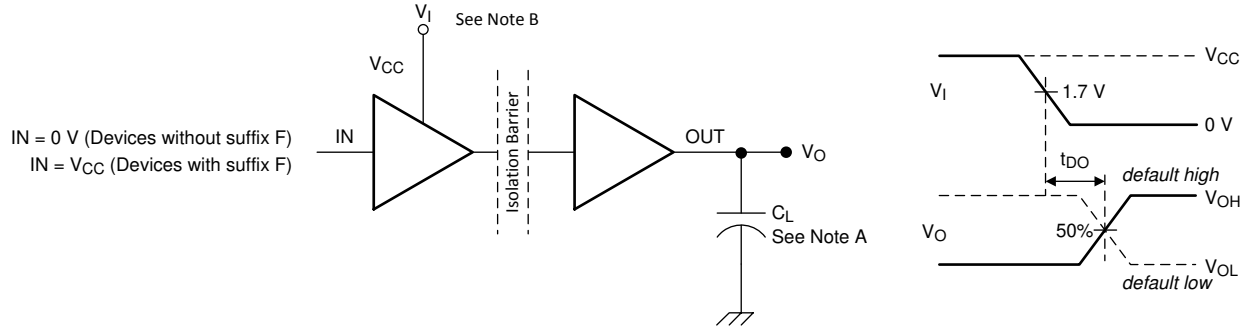 V_I
See Note B
V_CC
IN = 0 V (Devices without suffix F)
IN = V_CC (Devices with suffix F)
IN
Isolation Barrier
OUT
V_O
C_L
See Note A
V_CC
V_I
1.7 V
0 V
t_DO
default high
V_OH
V_O
50%
V_OL
default low